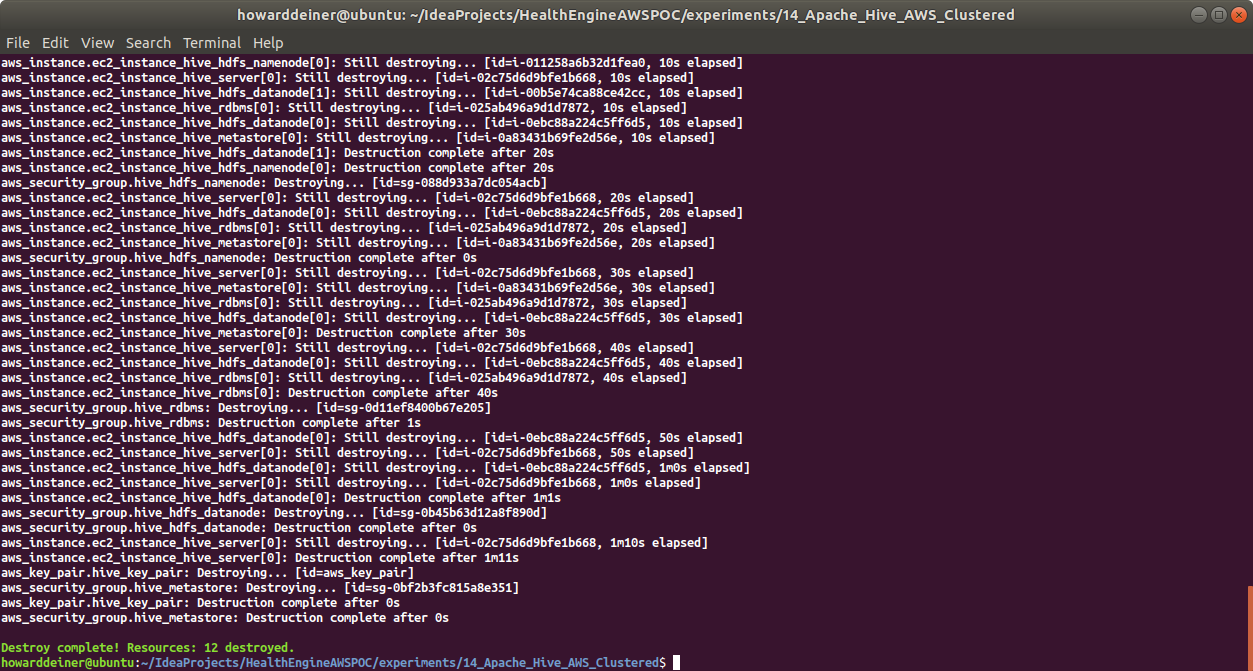 howarddeiner@ubuntu: ~/IdeaProjects/HealthEngineAWSPOC/experiments/14_Apache_Hive_AWS_Clustered
File Edit View Search Terminal Help
aws_instance.ec2_instance_hive_hdfs_namenode[0]: Still destroying... [id=i-011258a6b32d1fea0, 10s elapsed]
aws_instance.ec2_instance_hive_server[0]: Still destroying... [id=i-02c75d6d9bfe1b668, 10s elapsed]
aws_instance.ec2_instance_hive_hdfs_datanode[1]: Still destroying... [id=i-00b5e74ca88ce42cc, 10s elapsed]
aws_instance.ec2_instance_hive_rdbms[0]: Still destroying... [id=i-025ab496a9d1d7872, 10s elapsed]
aws_instance.ec2_instance_hive_hdfs_datanode[0]: Still destroying... [id=i-0ebc88a224c5ff6d5, 10s elapsed]
aws_instance.ec2_instance_hive_metastore[0]: Still destroying... [id=i-0a83431b69fe2d56e, 10s elapsed]
aws_instance.ec2_instance_hive_hdfs_datanode[1]: Destruction complete after 20s
aws_instance.ec2_instance_hive_hdfs_namenode[0]: Destruction complete after 20s
aws_security_group.hive_hdfs_namenode: Destroying... [id=sg-088d933a7dc054acb]
aws_instance.ec2_instance_hive_server[0]: Still destroying... [id=i-02c75d6d9bfe1b668, 20s elapsed]
aws_instance.ec2_instance_hive_hdfs_datanode[0]: Still destroying... [id=i-0ebc88a224c5ff6d5, 20s elapsed]
aws_instance.ec2_instance_hive_rdbms[0]: Still destroying... [id=i-025ab496a9d1d7872, 20s elapsed]
aws_instance.ec2_instance_hive_metastore[0]: Still destroying... [id=i-0a83431b69fe2d56e, 20s elapsed]
aws_security_group.hive_hdfs_namenode: Destruction complete after 0s
aws_instance.ec2_instance_hive_server[0]: Still destroying... [id=i-02c75d6d9bfe1b668, 30s elapsed]
aws_instance.ec2_instance_hive_metastore[0]: Still destroying... [id=i-0a83431b69fe2d56e, 30s elapsed]
aws_instance.ec2_instance_hive_rdbms[0]: Still destroying... [id=i-025ab496a9d1d7872, 30s elapsed]
aws_instance.ec2_instance_hive_hdfs_datanode[0]: Still destroying... [id=i-0ebc88a224c5ff6d5, 30s elapsed]
aws_instance.ec2_instance_hive_metastore[0]: Destruction complete after 30s
aws_instance.ec2_instance_hive_server[0]: Still destroying... [id=i-02c75d6d9bfe1b668, 40s elapsed]
aws_instance.ec2_instance_hive_hdfs_datanode[0]: Still destroying... [id=i-0ebc88a224c5ff6d5, 40s elapsed]
aws_instance.ec2_instance_hive_rdbms[0]: Still destroying... [id=i-025ab496a9d1d7872, 40s elapsed]
aws_instance.ec2_instance_hive_rdbms[0]: Destruction complete after 40s
aws_security_group.hive_rdbms: Destroying... [id=sg-0d11ef8400b67e205]
aws_security_group.hive_rdbms: Destruction complete after 1s
aws_instance.ec2_instance_hive_hdfs_datanode[0]: Still destroying... [id=i-0ebc88a224c5ff6d5, 50s elapsed]
aws_instance.ec2_instance_hive_server[0]: Still destroying... [id=i-02c75d6d9bfe1b668, 50s elapsed]
aws_instance.ec2_instance_hive_hdfs_datanode[0]: Still destroying... [id=i-0ebc88a224c5ff6d5, 1m0s elapsed]
aws_instance.ec2_instance_hive_server[0]: Still destroying... [id=i-02c75d6d9bfe1b668, 1m0s elapsed]
aws_instance.ec2_instance_hive_hdfs_datanode[0]: Destruction complete after 1m1s
aws_security_group.hive_hdfs_datanode: Destroying... [id=sg-0b45b63d12a8f890d]
aws_security_group.hive_hdfs_datanode: Destruction complete after 0s
aws_instance.ec2_instance_hive_server[0]: Still destroying... [id=i-02c75d6d9bfe1b668, 1m10s elapsed]
aws_instance.ec2_instance_hive_server[0]: Destruction complete after 1m11s
aws_key_pair.hive_key_pair: Destroying... [id=aws_key_pair]
aws_security_group.hive_metastore: Destroying... [id=sg-0bf2b3fc815a8e351]
aws_key_pair.hive_key_pair: Destruction complete after 0s
aws_security_group.hive_metastore: Destruction complete after 0s
Destroy complete! Resources: 12 destroyed.
howarddeiner@ubuntu:~/IdeaProjects/HealthEngineAWSPOC/experiments/14_Apache_Hive_AWS_Clustered$